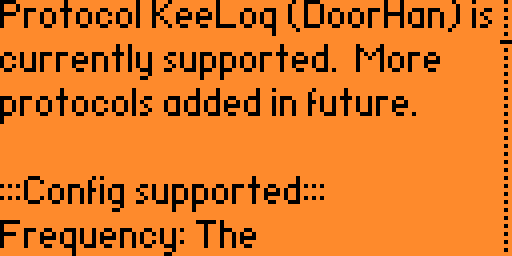 Protocol KeeLoq (DoorHan) is
currently supported.  More
protocols added in future.

:::Config supported:::
Frequency: The